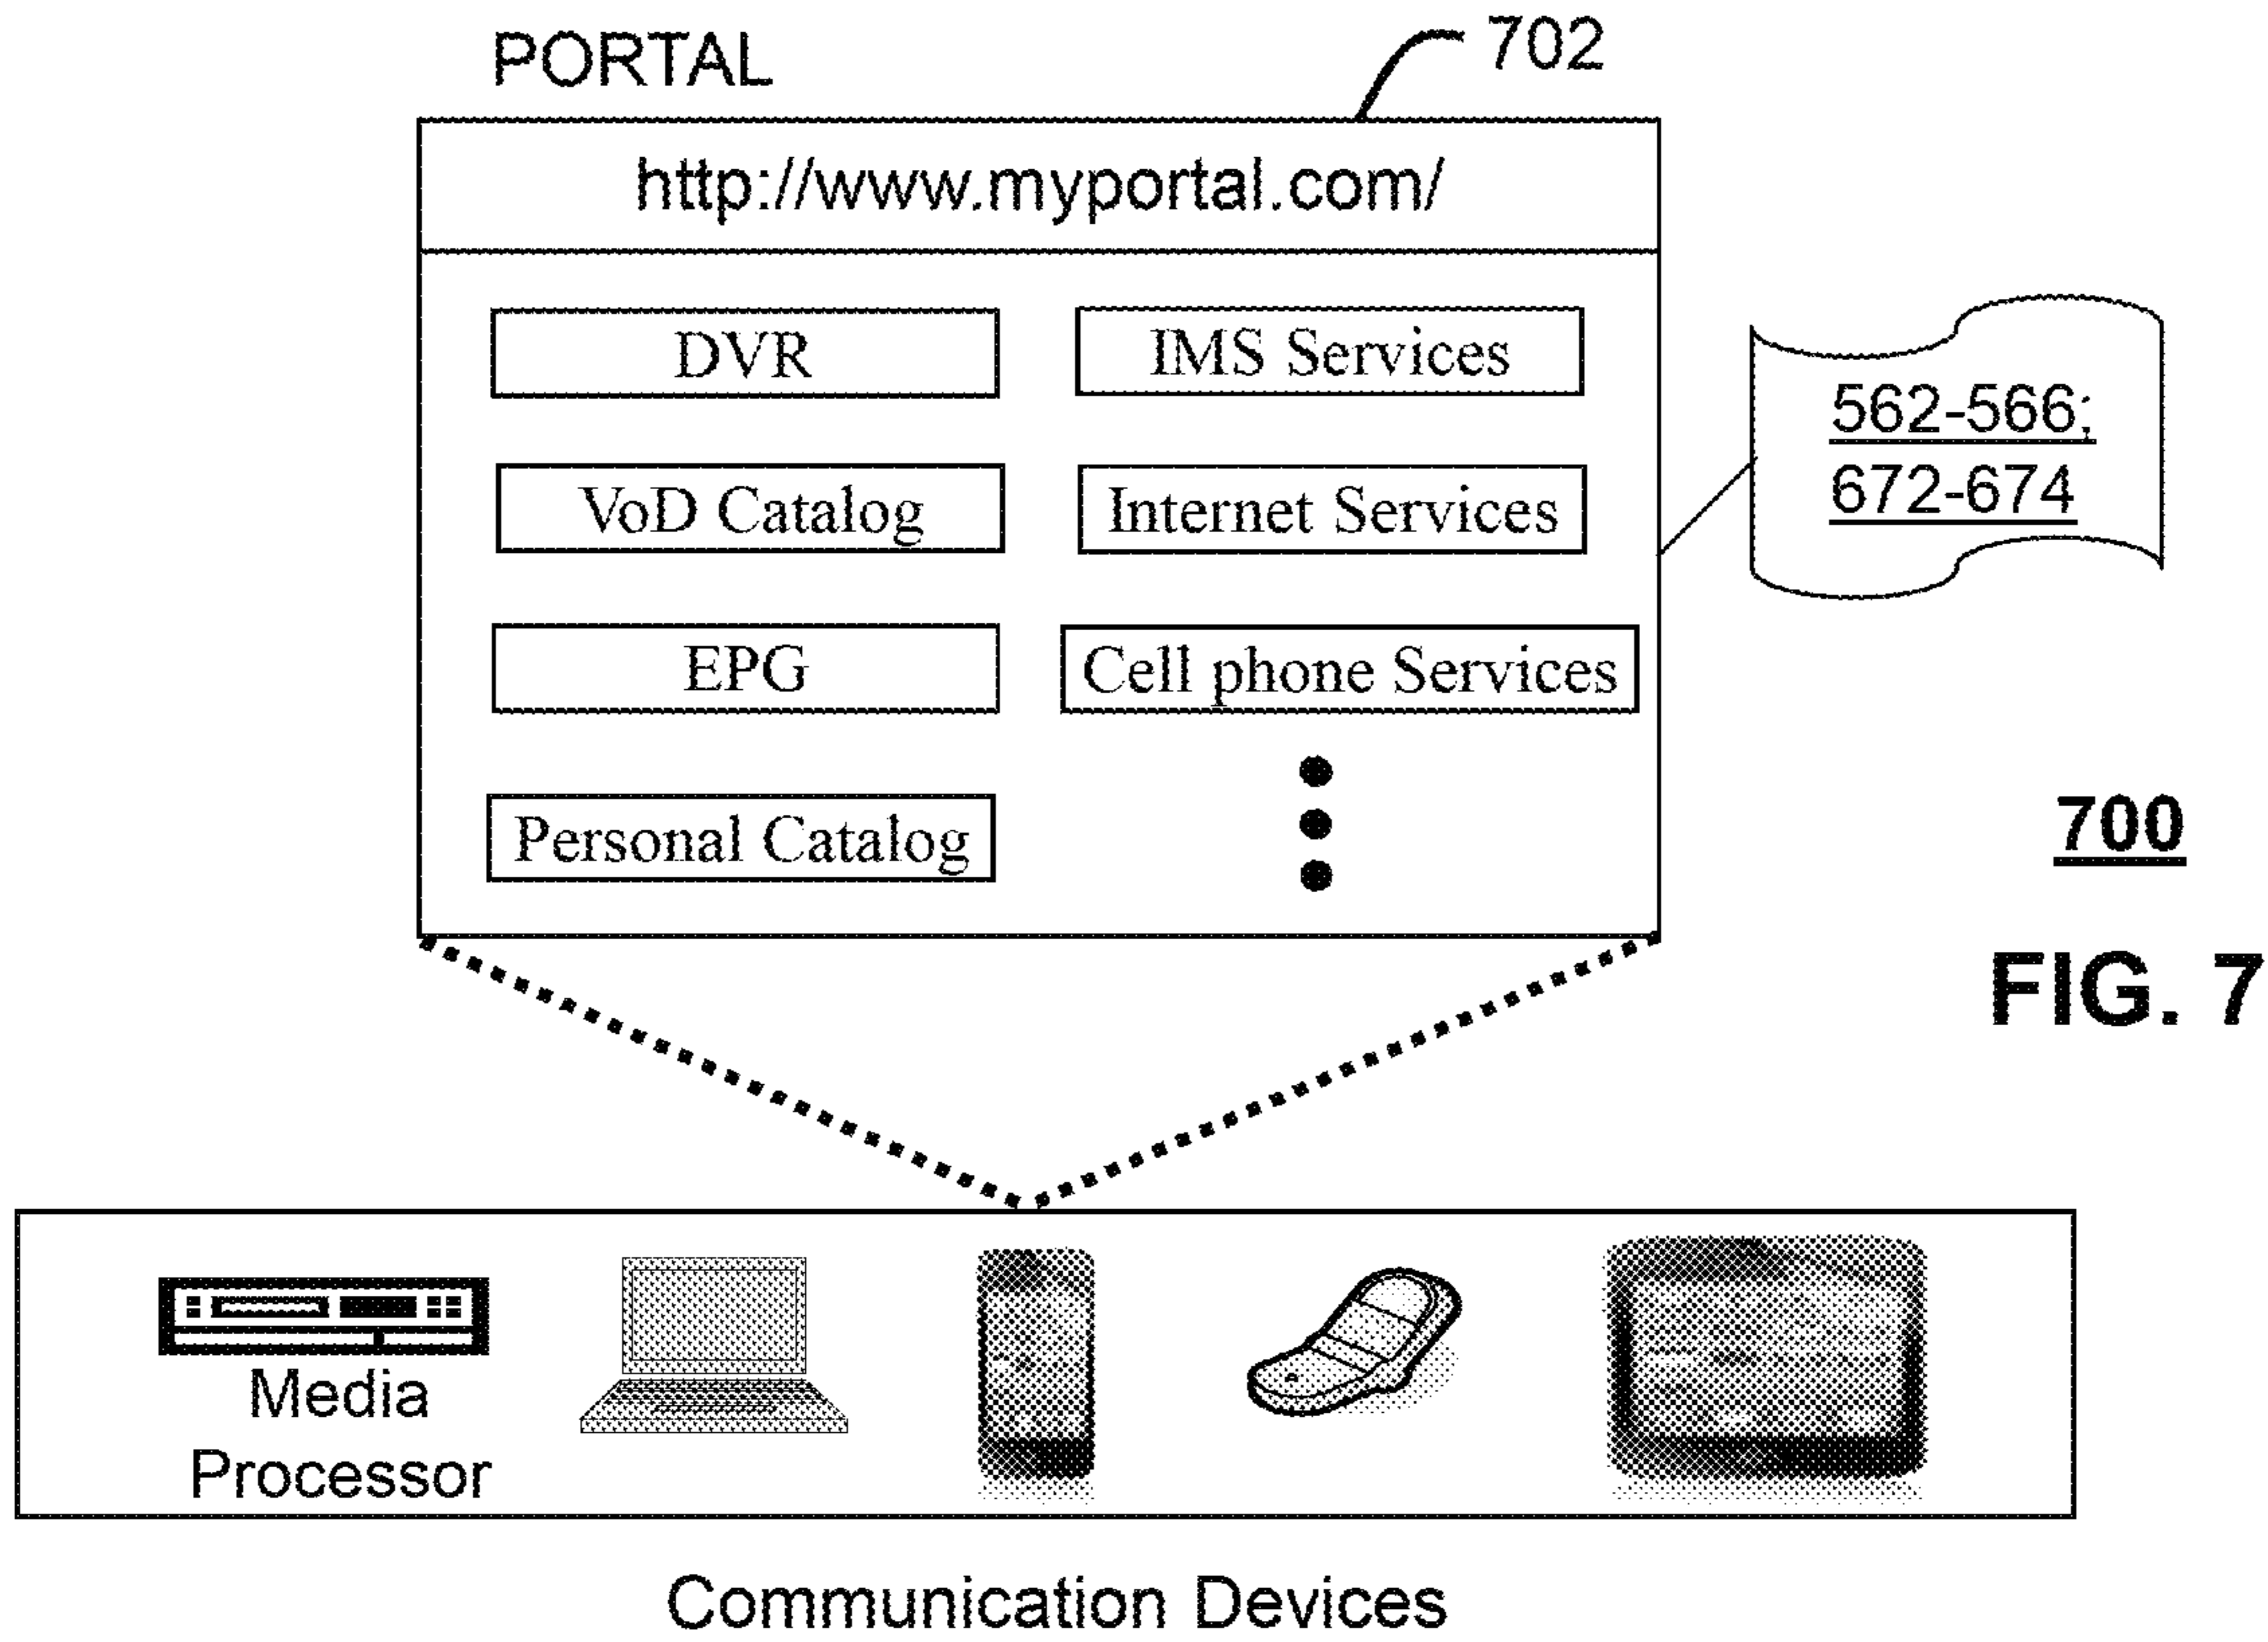 PORTAL
702
http://www.myportal.com/
DVR
IMS Services
VoD Catalog
Internet Services
EPG
Cell phone Services
Personal Catalog
562-566;
672-674
700
FIG. 7
Media
Processor
Communication Devices